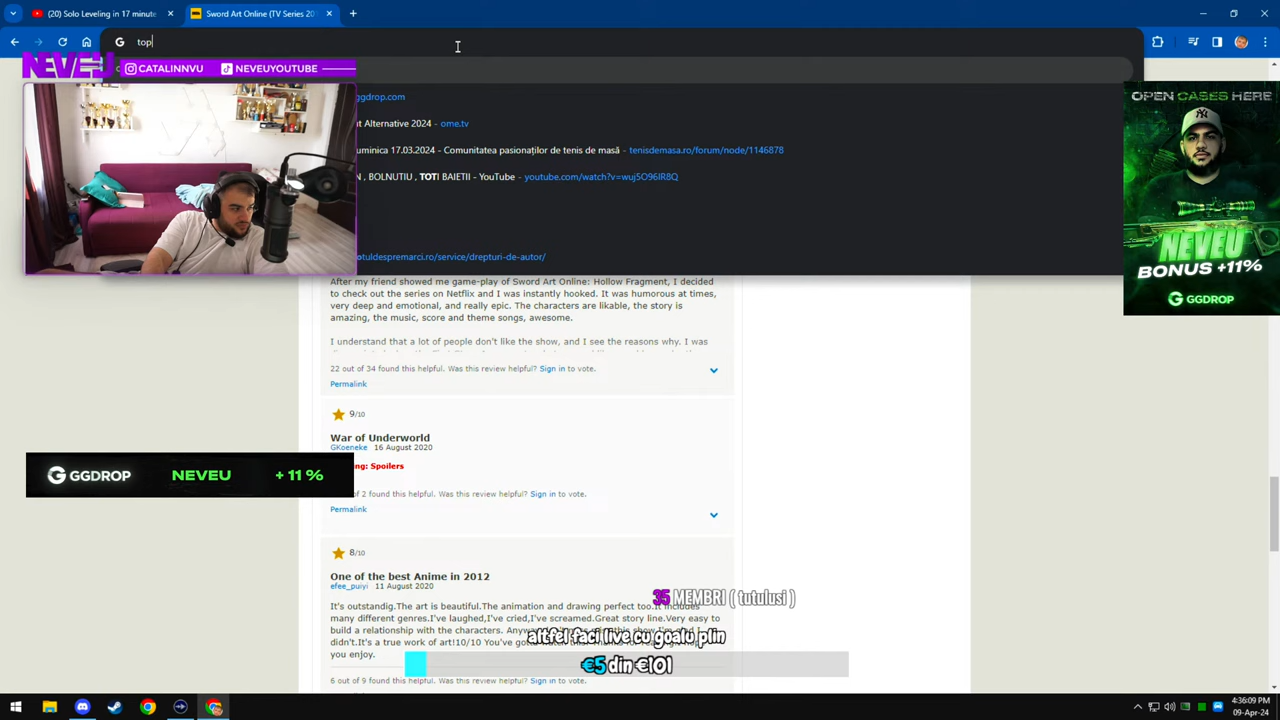 (20) Solo Leveling in 17 minute
Sword Art Online (TV Series 201
top
NEVEU
CATALINNVU
NEVEUYOUTUBE
ggdrop.com
t Alternative 2024 - ome.tv
uminica 17.03.2024 - Comunitatea pasionaților de tenis de masă - tenisdemasa.ro/forum/node/1146878
N , BOLNUTIU , TOTI BAIETII - YouTube - youtube.com/watch?v=wuj5O96lR8Q
otuldespremarci.ro/service/drepturi-de-autor/
OPEN CASES HERE
NEVEU
BONUS +11%
GGDROP
After my friend showed me game-play of Sword Art Online: Hollow Fragment, I decided
to check out the series on Netflix and I was instantly hooked. It was humorous at times,
very deep and emotional, and really epic. The characters are likable, the story is
amazing, the music, score and theme songs, awesome.
I understand that a lot of people don't like the show, and I see the reasons why. I was
22 out of 34 found this helpful. Was this review helpful? Sign in to vote.
Permalink
9/10
War of Underworld
GKoeneke 16 August 2020
ng: Spoilers
of 2 found this helpful. Was this review helpful? Sign in to vote.
Permalink
GGDROP NEVEU + 11 %
8/10
One of the best Anime in 2012
efee_puiyi 11 August 2020
It's outstandig.The art is beautiful.The animation and drawing perfect too.It includes
many different genres.I've laughed,I've cried,I've screamed.Great story line.Very easy to
build a relationship with the characters. Anyway
didn't.It's a true work of art!10/10 You've gotta
you enjoy.
6 out of 9 found this helpful. Was this review helpful? Sign in to vote.
35 MEMBRI ( tutulusi )
altfel faci live cu goalu plin
€5 din €101
4:36:09 PM
09-Apr-24